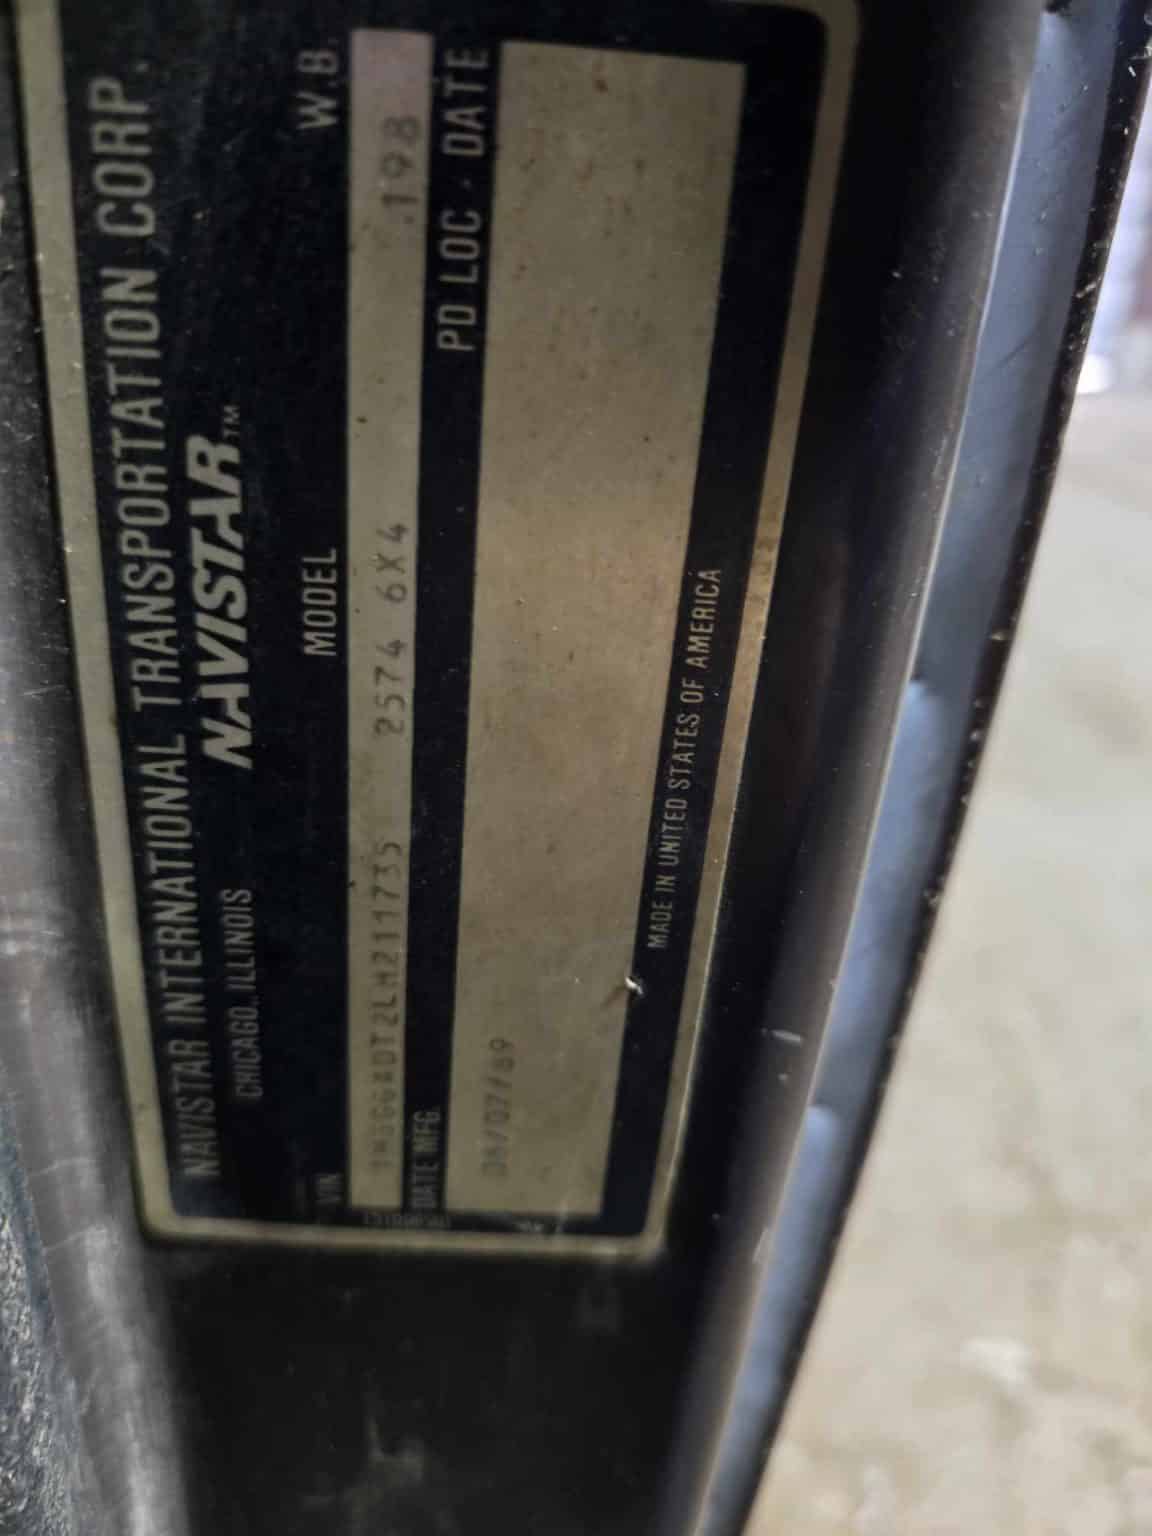 NAVISTAR INTERNATIONAL TRANSPORTATION CORP.
CHICAGO, ILLINOIS
NAVISTAR™
VIN MODEL W.B.
2574 6X4 .198
DATE MFG. PD LOC - DATE
MADE IN UNITED STATES OF AMERICA